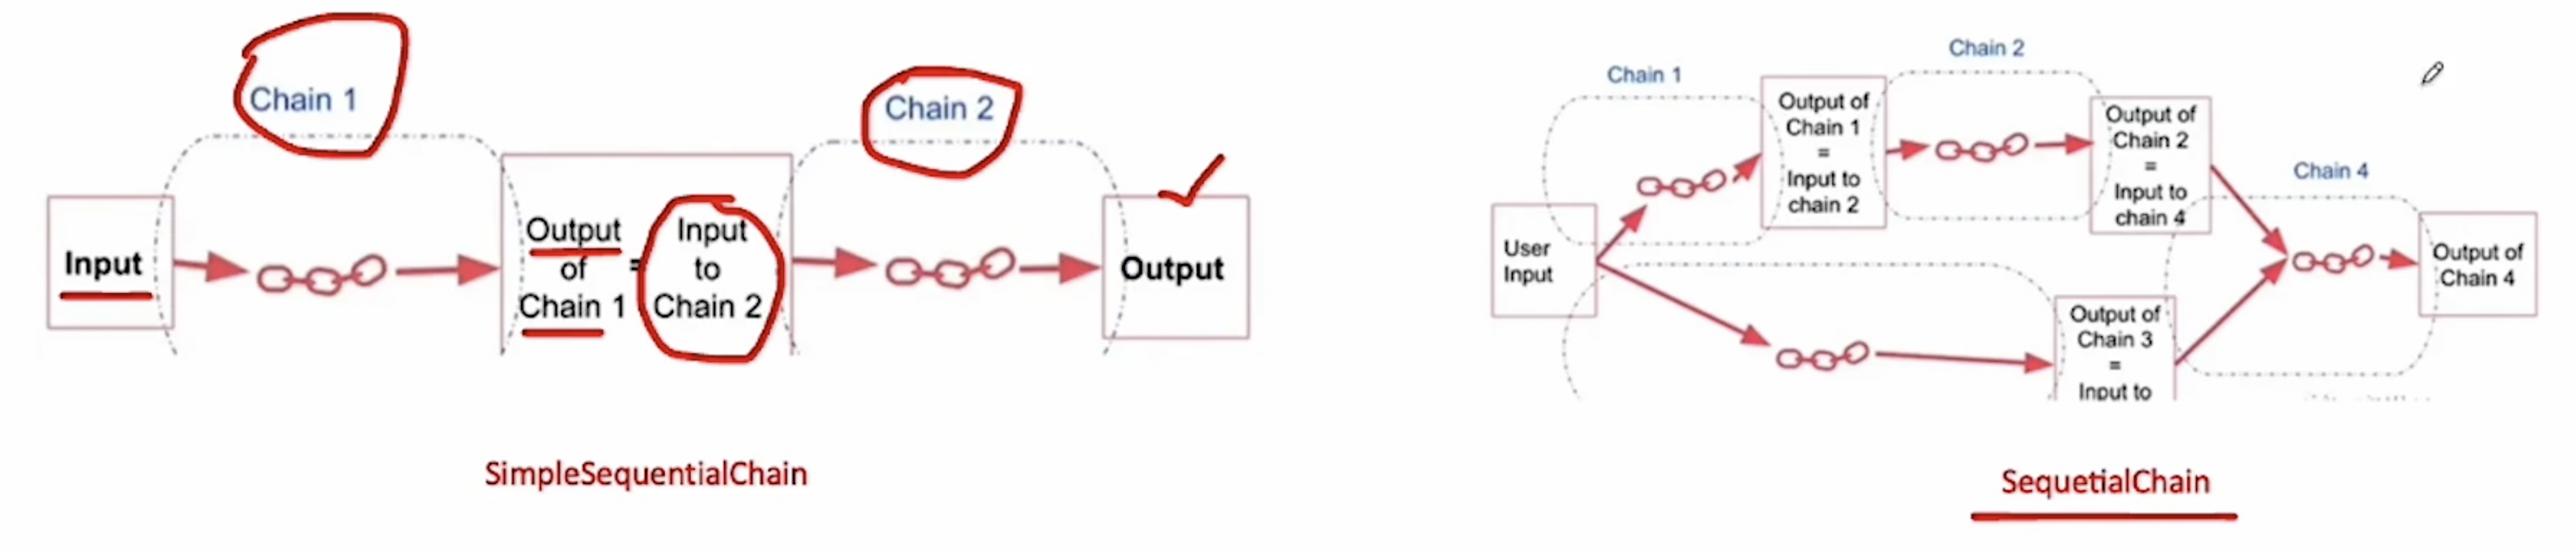 Chain 1
Chain 2
Input
Output
of
Chain 1
=
Input
to
Chain 2
Output
SimpleSequentialChain
Chain 1
Chain 2
Chain 4
User
Input
Output of
Chain 1
=
Input to
chain 2
Output of
Chain 2
=
Input to
chain 4
Output of
Chain 3
=
Input to
Output of
Chain 4
SequetialChain